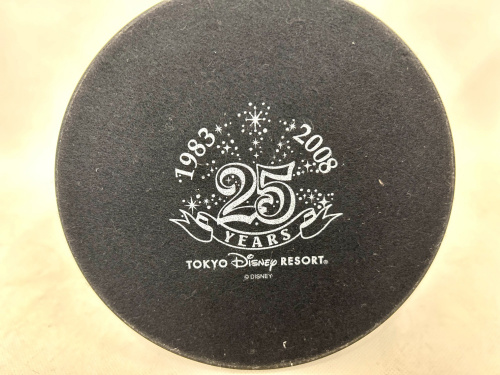 1983 2008
25
YEARS
TOKYO Disney RESORT®
© DISNEY